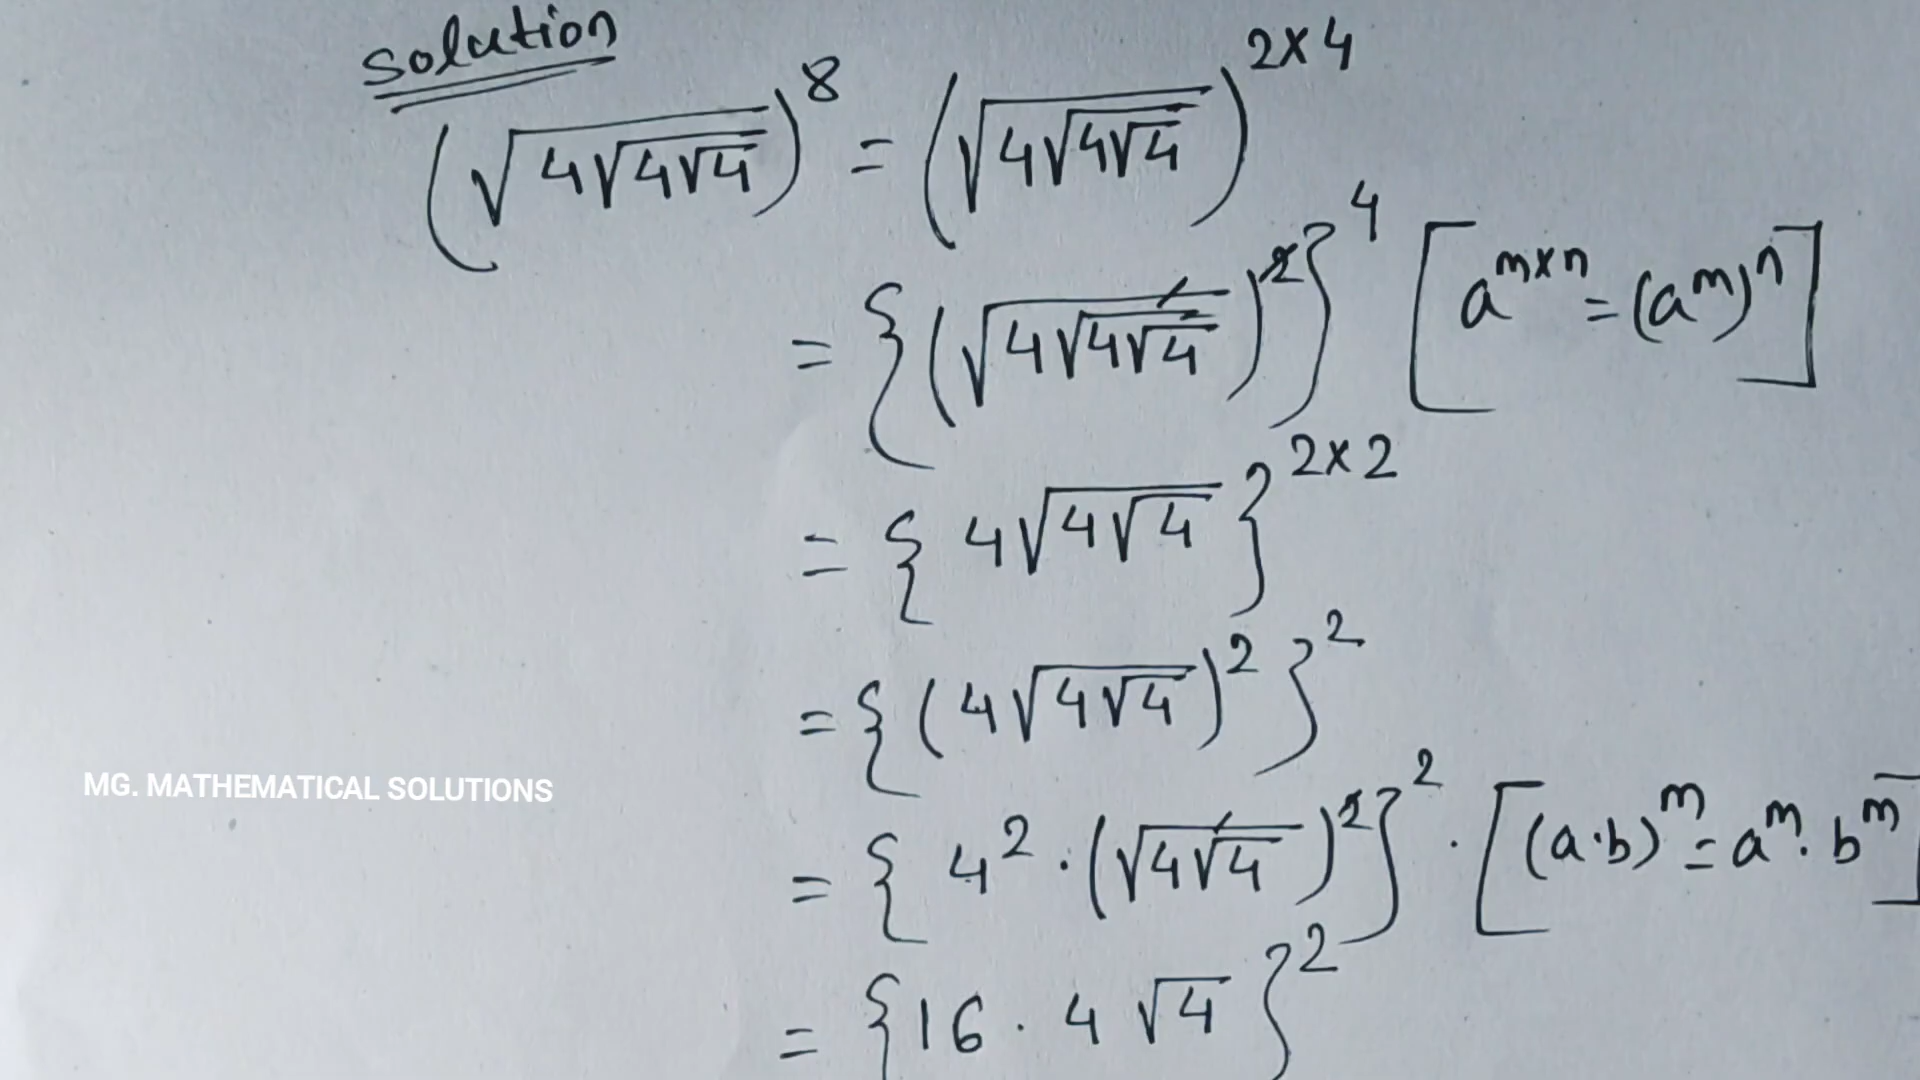 Solution
(√(4√(4√4)))^8 = (√(4√(4√4)))^(2×4)
= {(√(4√(4√4)))^2}^4 [a^(m×n) = (a^m)^n]
= {4√(4√4)}^(2×2)
= {(4√(4√4))^2}^2
= {4^2 · (√(4√4))^2}^2 · [(a·b)^m = a^m · b^m]
= {16 · 4√4}^2
MG. MATHEMATICAL SOLUTIONS